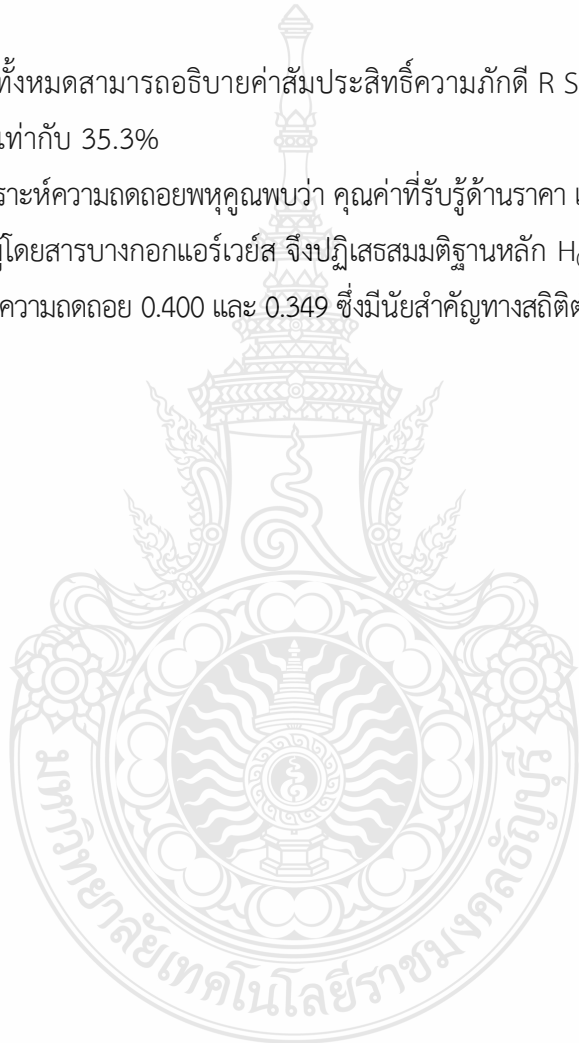 ทั้งหมดสามารถอธิบายค่าสัมประสิทธิ์ความภักดี R S
เท่ากับ 35.3%
ราะห์ความถดถอยพหุคูณพบว่า คุณค่าที่รับรู้ด้านราคา แ
ผู้โดยสารบางกอกแอร์เวย์ส จึงปฏิเสธสมมติฐานหลัก H₀
ความถดถอย 0.400 และ 0.349 ซึ่งมีนัยสำคัญทางสถิติต
มหาวิทยาลัยเทคโนโลยีราชมงคลธัญบุรี